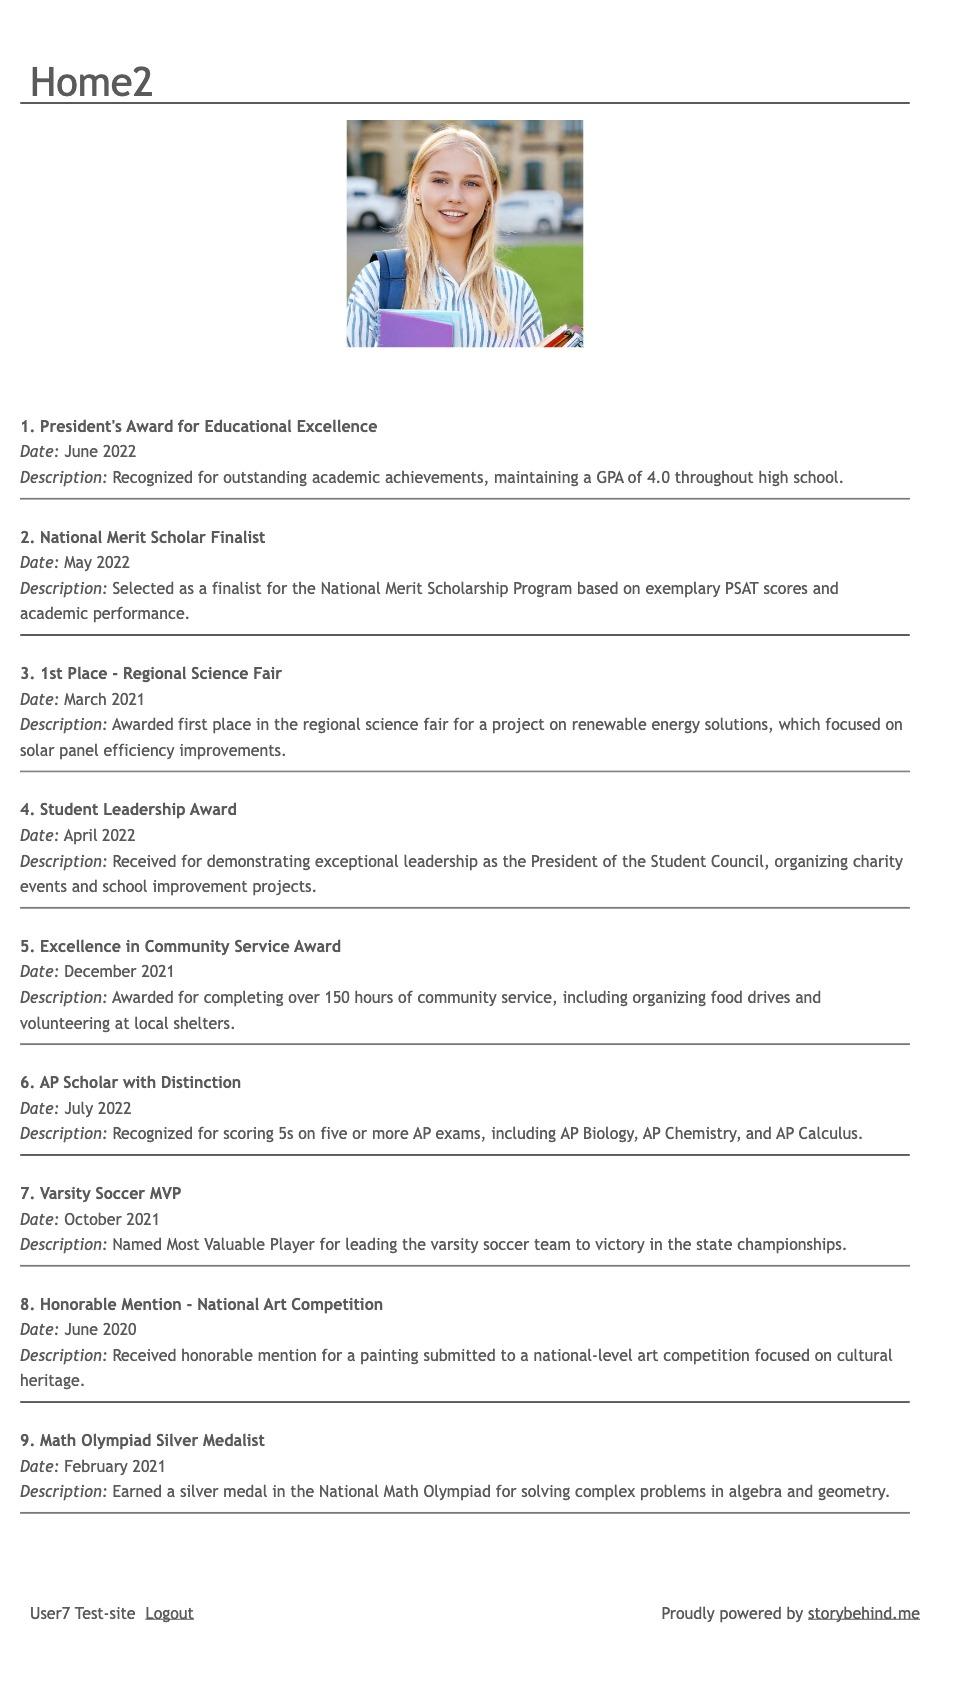 Home2
1. President's Award for Educational Excellence
Date: June 2022
Description: Recognized for outstanding academic achievements, maintaining a GPA of 4.0 throughout high school.
2. National Merit Scholar Finalist
Date: May 2022
Description: Selected as a finalist for the National Merit Scholarship Program based on exemplary PSAT scores and
academic performance.
3. 1st Place - Regional Science Fair
Date: March 2021
Description: Awarded first place in the regional science fair for a project on renewable energy solutions, which focused on
solar panel efficiency improvements.
4. Student Leadership Award
Date: April 2022
Description: Received for demonstrating exceptional leadership as the President of the Student Council, organizing charity
events and school improvement projects.
5. Excellence in Community Service Award
Date: December 2021
Description: Awarded for completing over 150 hours of community service, including organizing food drives and
volunteering at local shelters.
6. AP Scholar with Distinction
Date: July 2022
Description: Recognized for scoring 5s on five or more AP exams, including AP Biology, AP Chemistry, and AP Calculus.
7. Varsity Soccer MVP
Date: October 2021
Description: Named Most Valuable Player for leading the varsity soccer team to victory in the state championships.
8. Honorable Mention - National Art Competition
Date: June 2020
Description: Received honorable mention for a painting submitted to a national-level art competition focused on cultural
heritage.
9. Math Olympiad Silver Medalist
Date: February 2021
Description: Earned a silver medal in the National Math Olympiad for solving complex problems in algebra and geometry.
User7 Test-site Logout
Proudly powered by storybehind.me